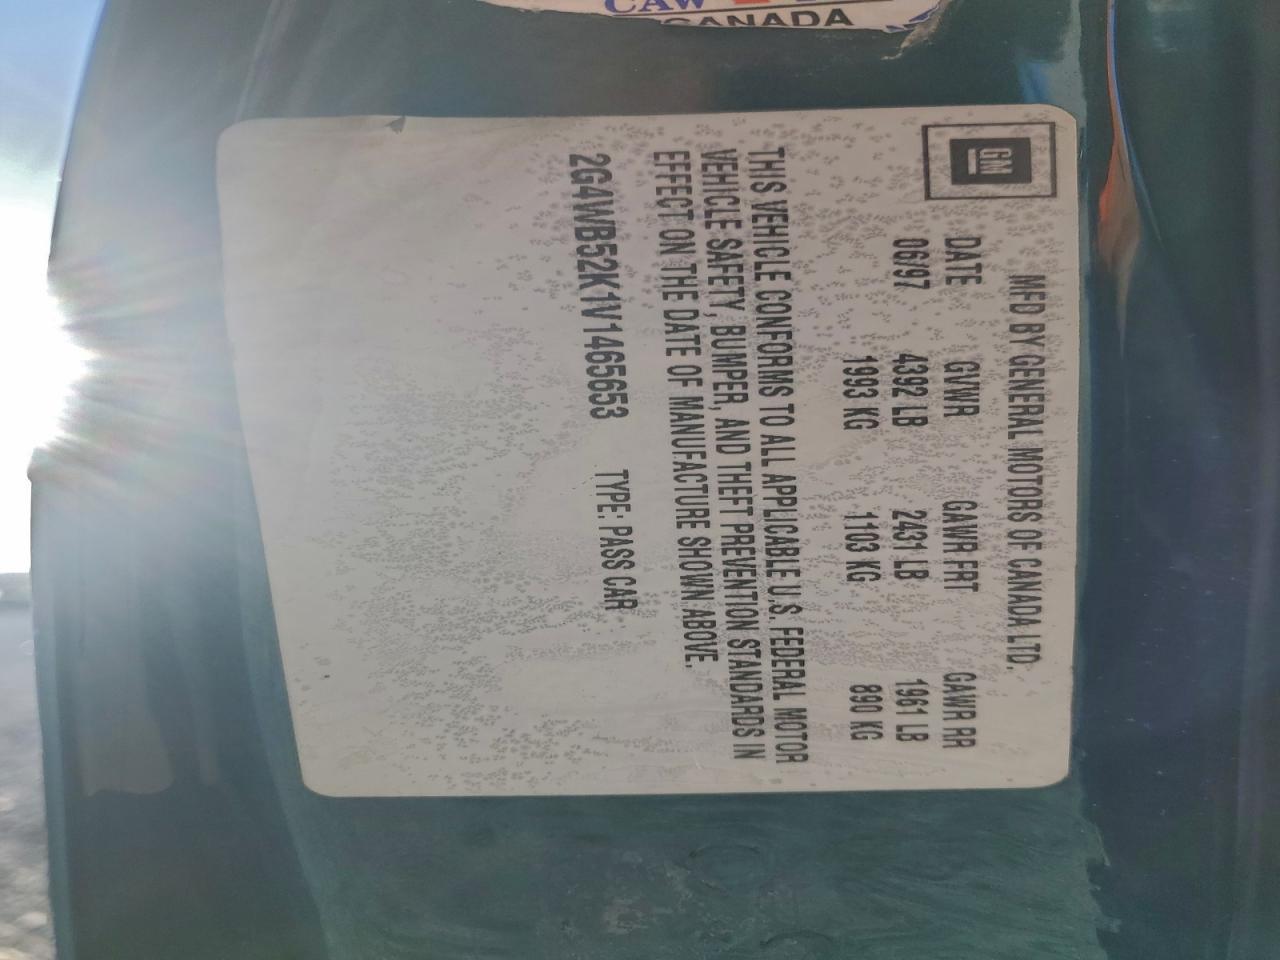 CAW
CANADA
GM
MFD BY GENERAL MOTORS OF CANADA LTD.
DATE GVWR GAWR FRT GAWR RR
06/97 4392 LB 2431 LB 1961 LB
1993 KG 1103 KG 890 KG
THIS VEHICLE CONFORMS TO ALL APPLICABLE U.S. FEDERAL MOTOR
VEHICLE SAFETY, BUMPER, AND THEFT PREVENTION STANDARDS IN
EFFECT ON THE DATE OF MANUFACTURE SHOWN ABOVE.
2G4WB52K1V1465653 TYPE: PASS CAR